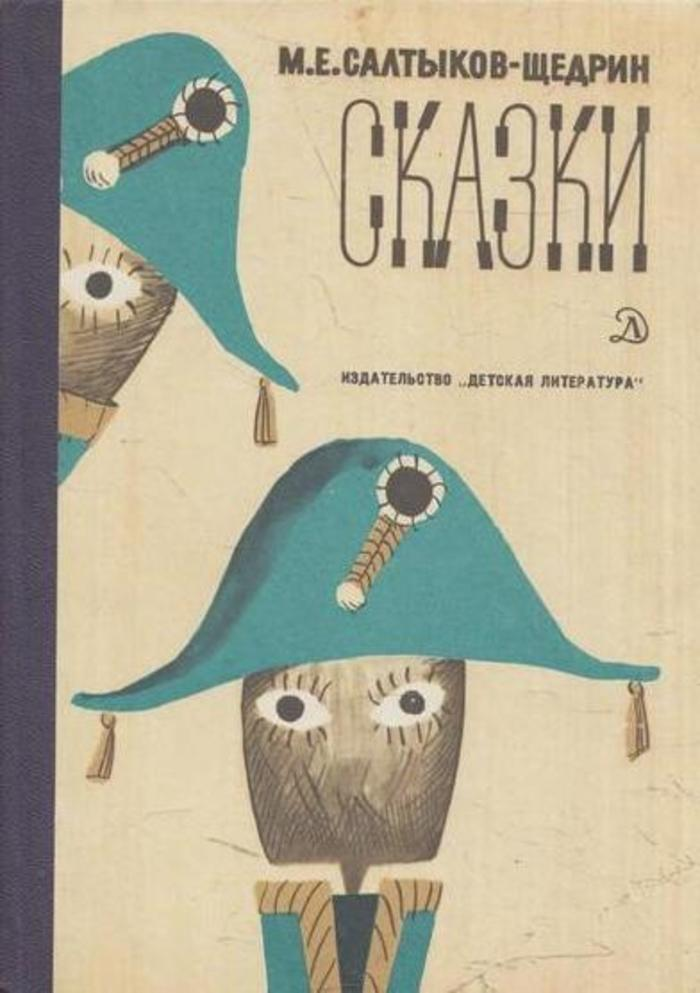 М.Е.САЛТЫКОВ-ЩЕДРИН
СКАЗКИ
Д
ИЗДАТЕЛЬСТВО „ДЕТСКАЯ ЛИТЕРАТУРА“